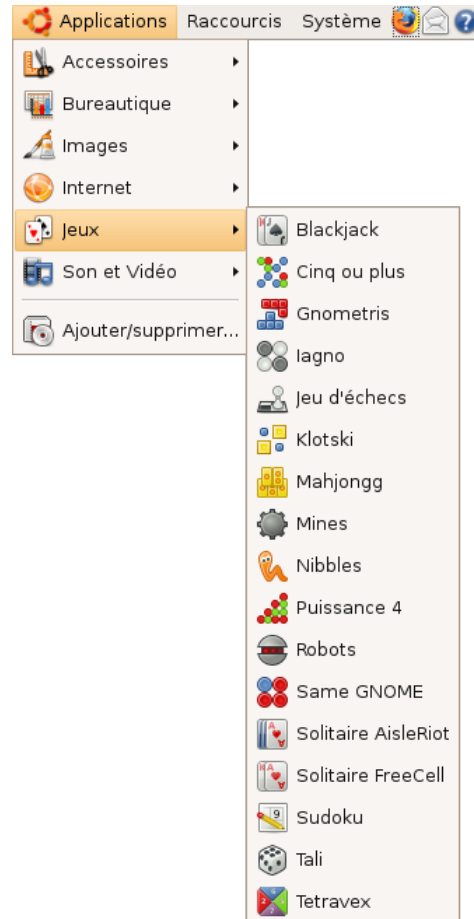 Applications Raccourcis Système
Accessoires
Bureautique
Images
Internet
Jeux
Son et Vidéo
Ajouter/supprimer...
Blackjack
Cinq ou plus
Gnometris
Iagno
Jeu d'échecs
Klotski
Mahjongg
Mines
Nibbles
Puissance 4
Robots
Same GNOME
Solitaire AisleRiot
Solitaire FreeCell
Sudoku
Tali
Tetravex